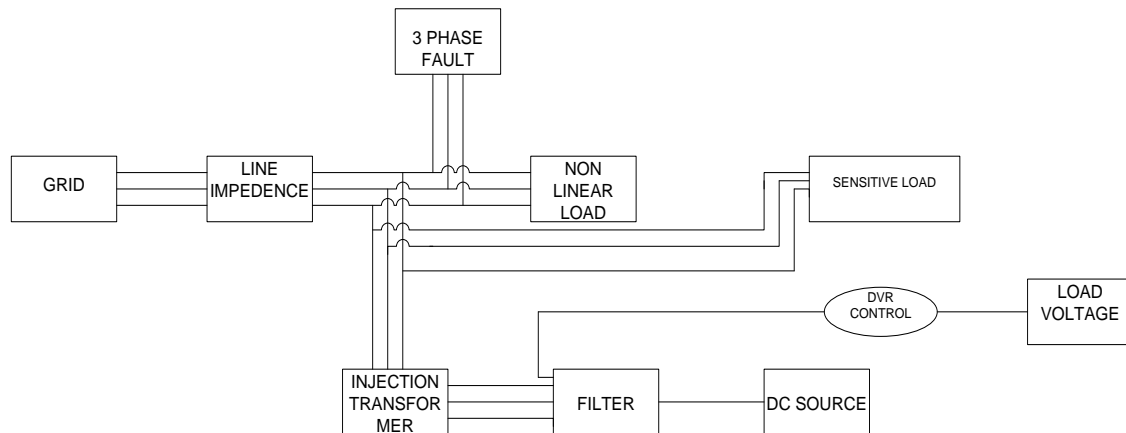 3 PHASE
FAULT
GRID
LINE
IMPEDENCE
NON
LINEAR
LOAD
SENSITIVE LOAD
DVR
CONTROL
LOAD
VOLTAGE
INJECTION
TRANSFOR
MER
FILTER
DC SOURCE